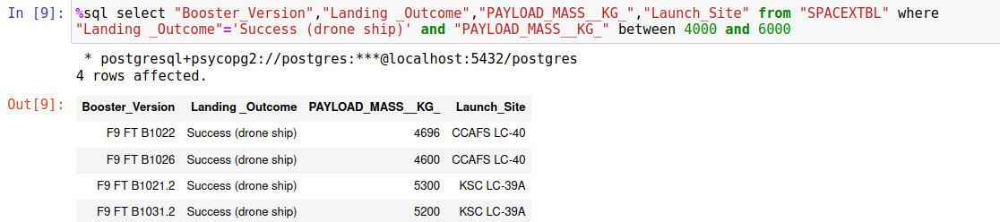 In [9]: %sql select "Booster_Version","Landing _Outcome","PAYLOAD_MASS__KG_","Launch_Site" from "SPACEXTBL" where
"Landing _Outcome"='Success (drone ship)' and "PAYLOAD_MASS__KG_" between 4000 and 6000
* postgresql+psycopg2://postgres:***@localhost:5432/postgres
4 rows affected.
Out[9]: Booster_Version Landing _Outcome PAYLOAD_MASS__KG_ Launch_Site
F9 FT B1022 Success (drone ship) 4696 CCAFS LC-40
F9 FT B1026 Success (drone ship) 4600 CCAFS LC-40
F9 FT B1021.2 Success (drone ship) 5300 KSC LC-39A
F9 FT B1031.2 Success (drone ship) 5200 KSC LC-39A